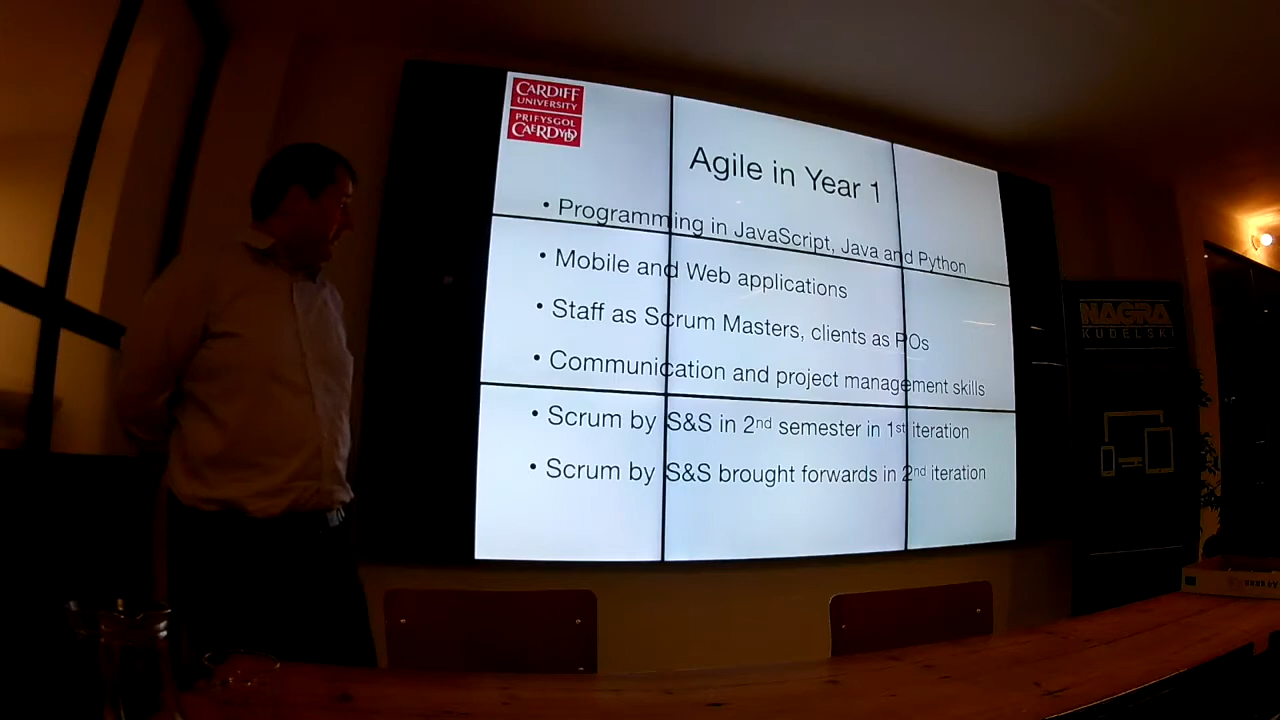 CARDIFF
UNIVERSITY
PRIFYSGOL
CAERDYDD
Agile in Year 1
• Programming in JavaScript, Java and Python
• Mobile and Web applications
• Staff as Scrum Masters, clients as POs
• Communication and project management skills
• Scrum by S&S in 2nd semester in 1st iteration
• Scrum by S&S brought forwards in 2nd iteration
NAGRA
KUDELSKI